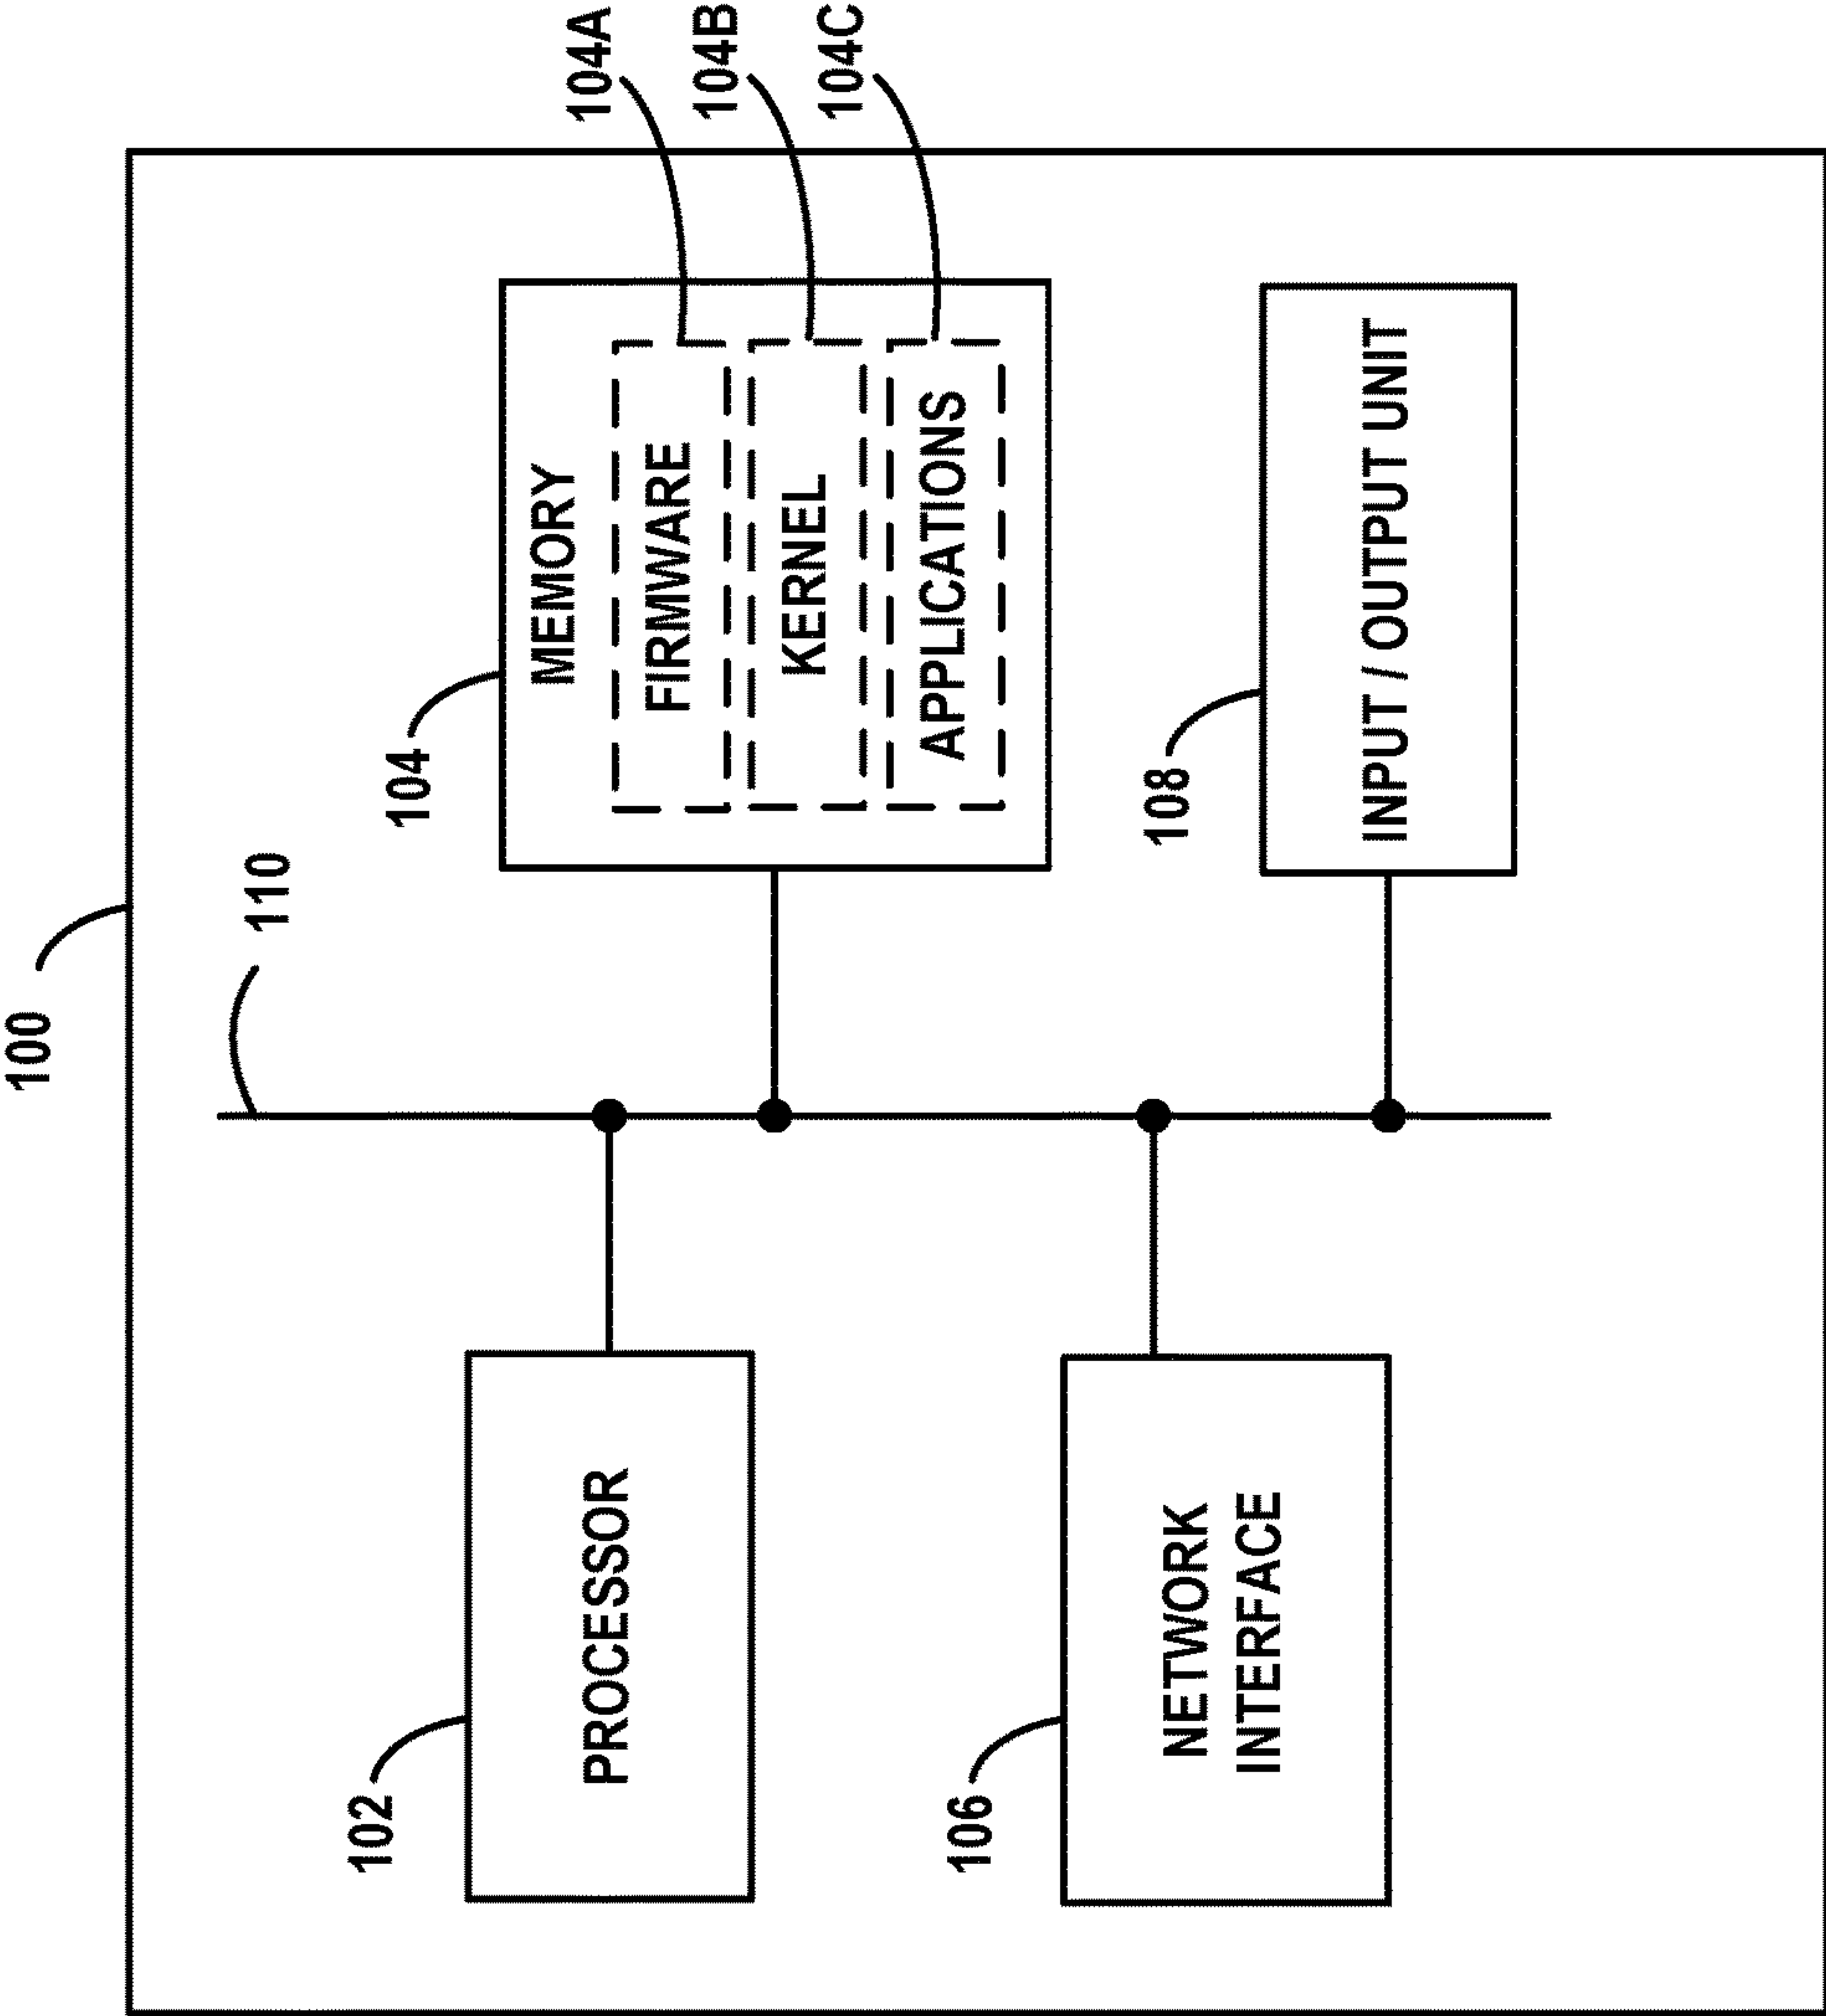 100
110
102
PROCESSOR
104
MEMORY
FIRMWARE
104A
KERNEL
104B
APPLICATIONS
104C
106
NETWORK
INTERFACE
108
INPUT / OUTPUT UNIT